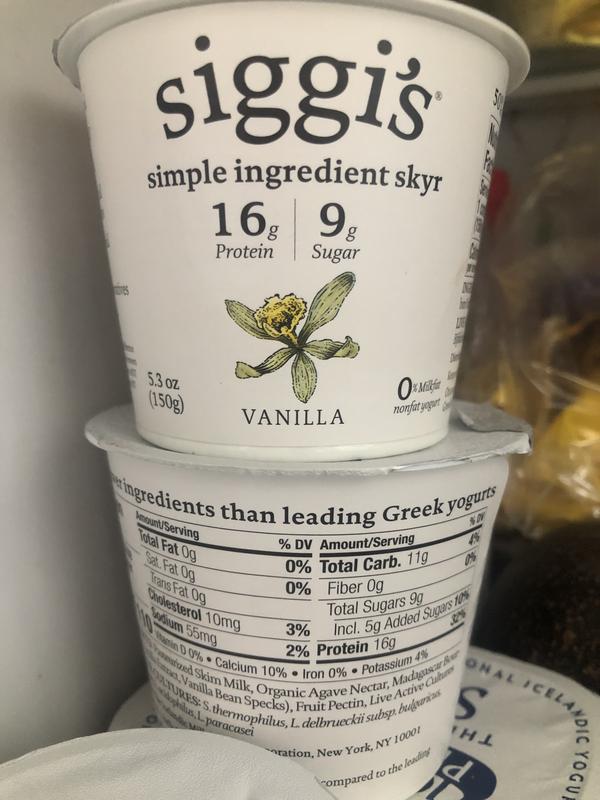 siggi's®
simple ingredient skyr
16g 9g
Protein Sugar
5.3 oz
(150g)
0% Milkfat
nonfat yogurt
VANILLA
ingredients than leading Greek yogurts
Amount/Serving % DV
Total Fat 0g 0%
Sat. Fat 0g 0%
Trans Fat 0g
Cholesterol 10mg 3%
Sodium 55mg 2%
Amount/Serving % DV
Total Carb. 11g 4%
Fiber 0g 0%
Total Sugars 9g
Incl. 5g Added Sugars 10%
Protein 16g 32%
Vitamin D 0% • Calcium 10% • Iron 0% • Potassium 4%
Pasteurized Skim Milk, Organic Agave Nectar, Madagascar
Vanilla Bean Specks), Fruit Pectin, Live Active Cultures
CULTURES: S. thermophilus, L. delbrueckii subsp. bulgaricus,
L. paracasei
New York, NY 10001
compared to the leading
ICELANDIC YOGU